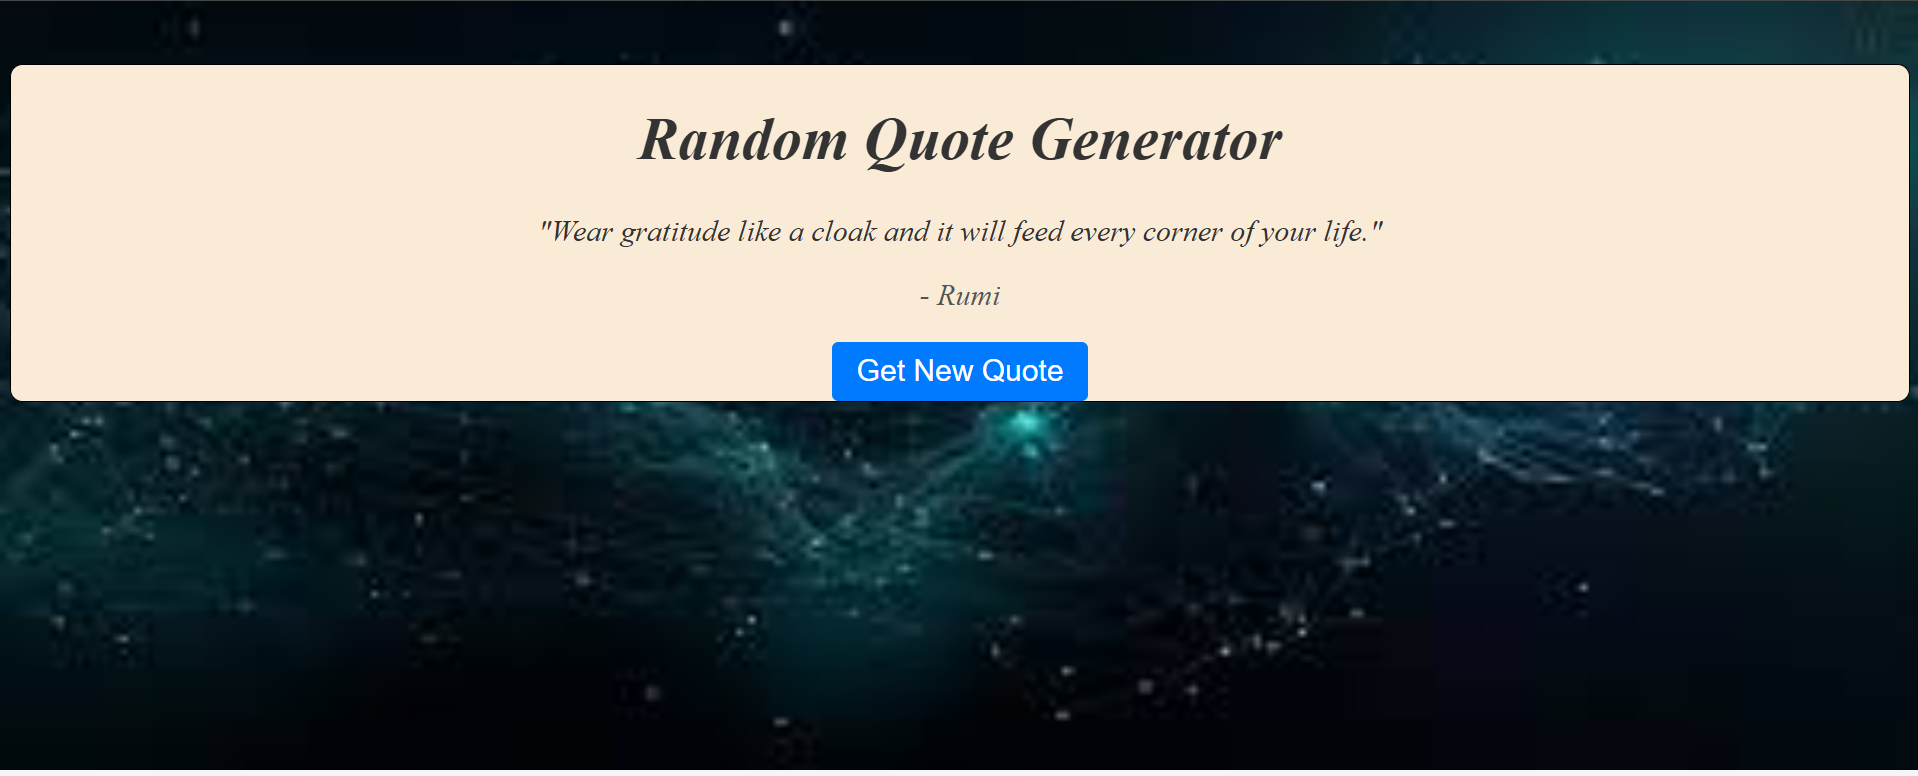 Random Quote Generator
"Wear gratitude like a cloak and it will feed every corner of your life."
- Rumi
Get New Quote